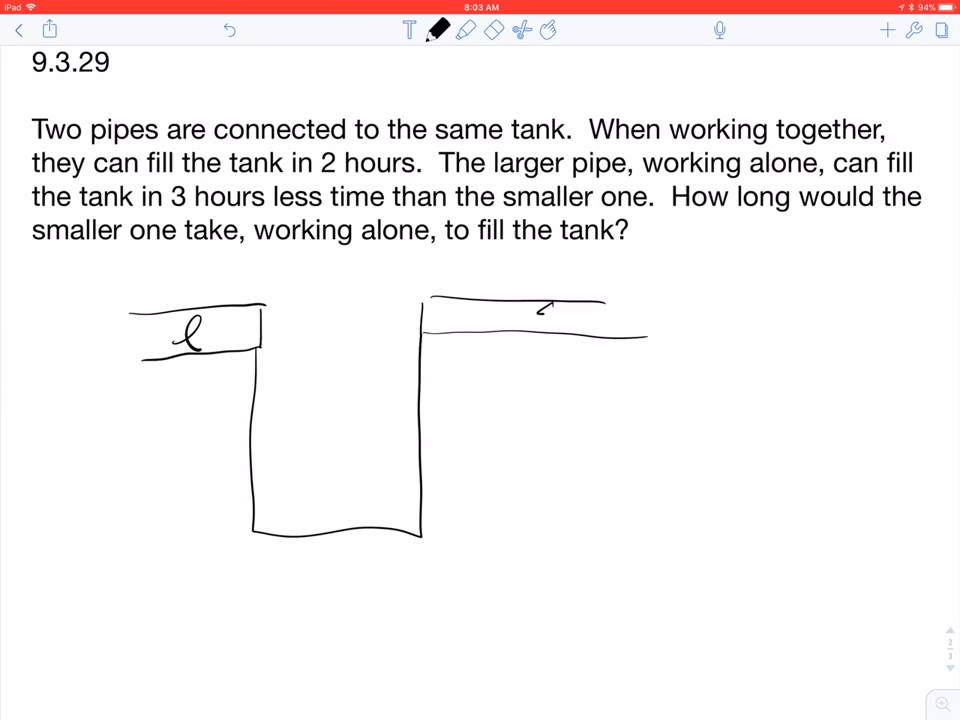 iPad 8:03 AM 94%
T
9.3.29
Two pipes are connected to the same tank. When working together,
they can fill the tank in 2 hours. The larger pipe, working alone, can fill
the tank in 3 hours less time than the smaller one. How long would the
smaller one take, working alone, to fill the tank?
l
2
3